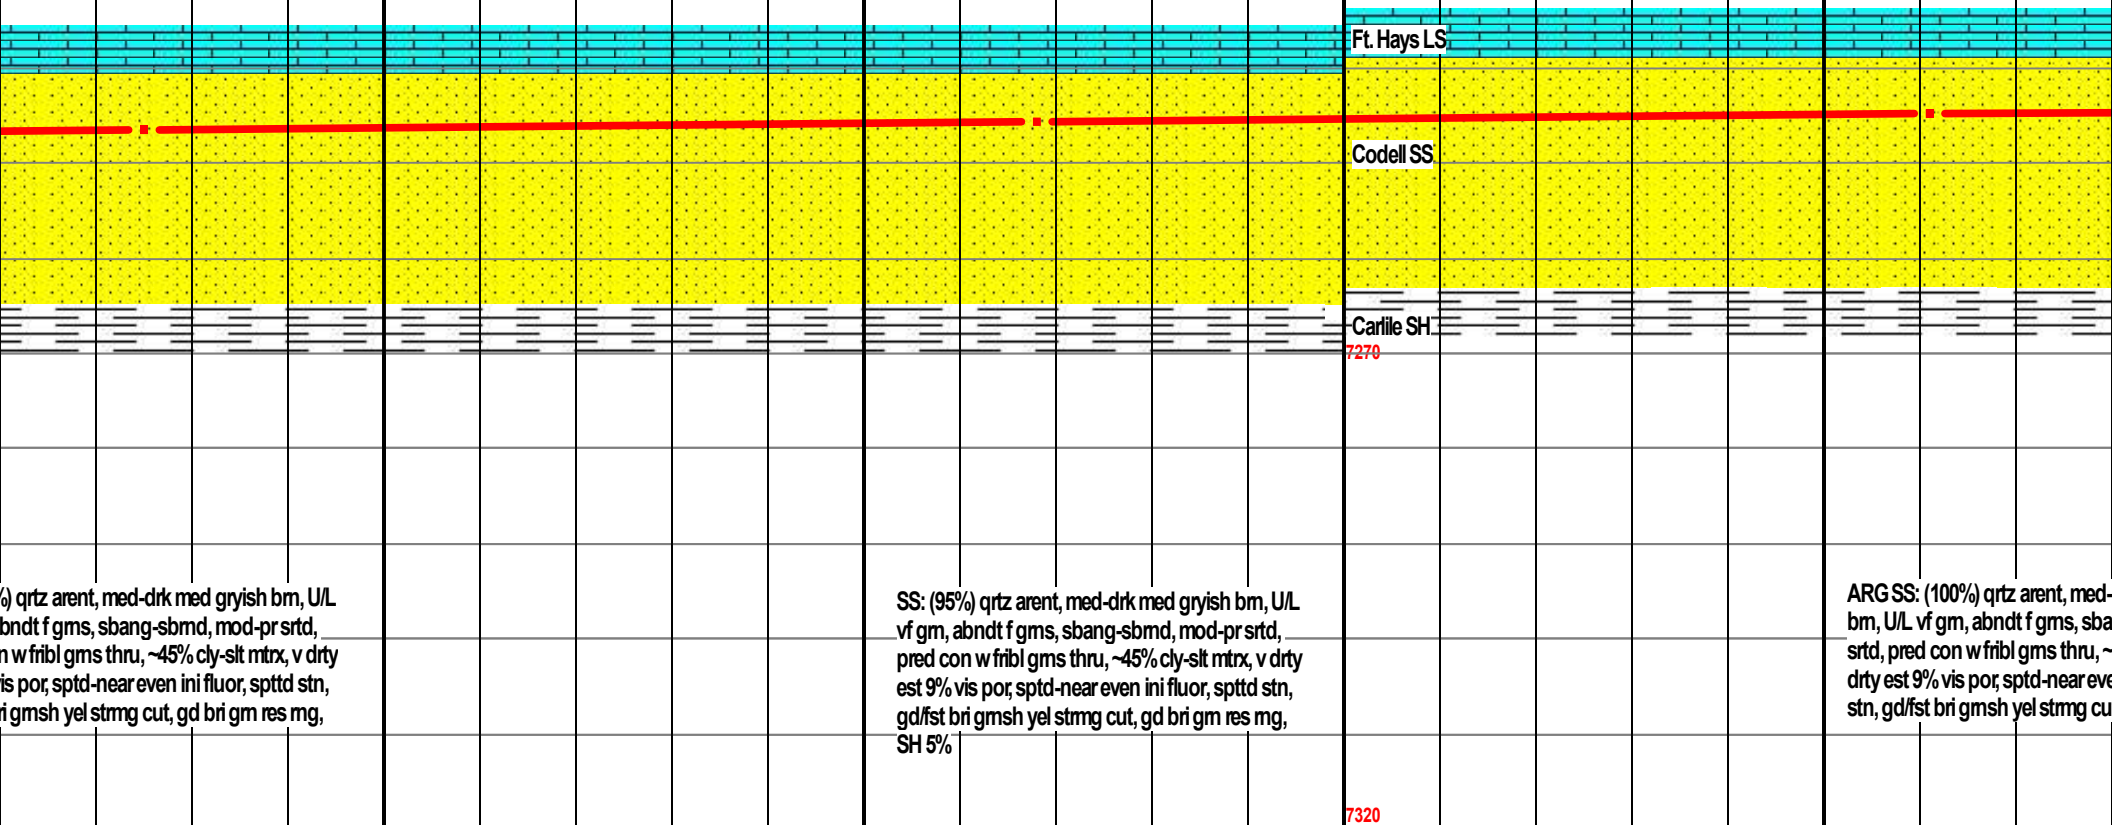 Ft. Hays LS
Codell SS
Carlile SH
7270
%) qrtz arent, med-drk med gryish brn, U/L
bndt f grns, sbang-sbrnd, mod-pr srtd,
n w fribl grns thru, ~45% cly-slt mtrx, v drty
is por, sptd-near even ini fluor, spttd stn,
ri grnsh yel strmg cut, gd bri grn res rng,
SS: (95%) qrtz arent, med-drk med gryish brn, U/L
vf grn, abndt f grns, sbang-sbrnd, mod-pr srtd,
pred con w fribl grns thru, ~45% cly-slt mtrx, v drty
est 9% vis por, sptd-near even ini fluor, spttd stn,
gd/fst bri grnsh yel strmg cut, gd bri grn res rng,
SH 5%
ARG SS: (100%) qrtz arent, med-
brn, U/L vf grn, abndt f grns, sba
srtd, pred con w fribl grns thru, ~
drty est 9% vis por, sptd-near eve
stn, gd/fst bri grnsh yel strmg cu
7320